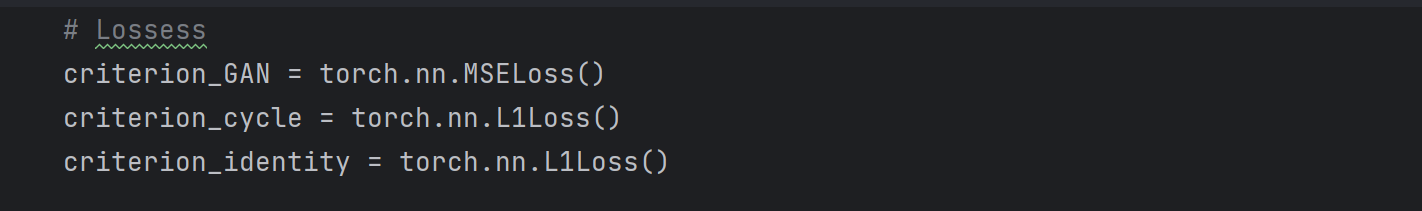 # Lossess
criterion_GAN = torch.nn.MSELoss()
criterion_cycle = torch.nn.L1Loss()
criterion_identity = torch.nn.L1Loss()